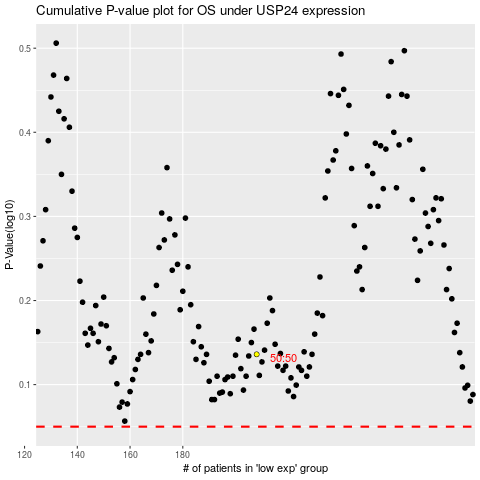 Cumulative P-value plot for OS under USP24 expression
P-Value(log10)
0.5
0.4
0.3
0.2
0.1
50:50
120 140 160 180
# of patients in 'low exp' group